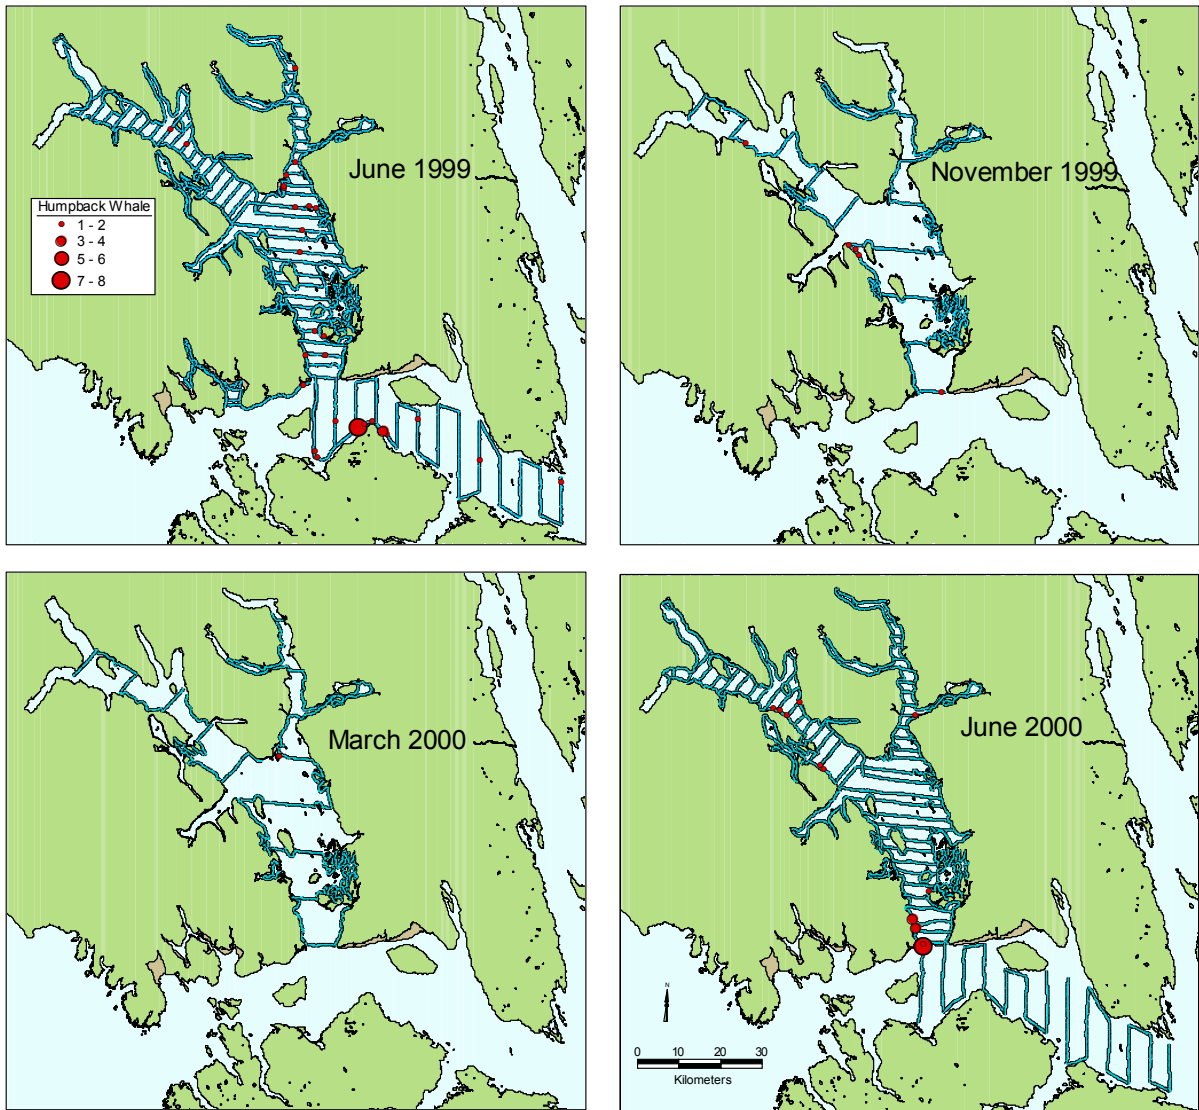 June 1999
Humpback Whale
1 - 2
3 - 4
5 - 6
7 - 8
November 1999
March 2000
June 2000
N
0 10 20 30
Kilometers